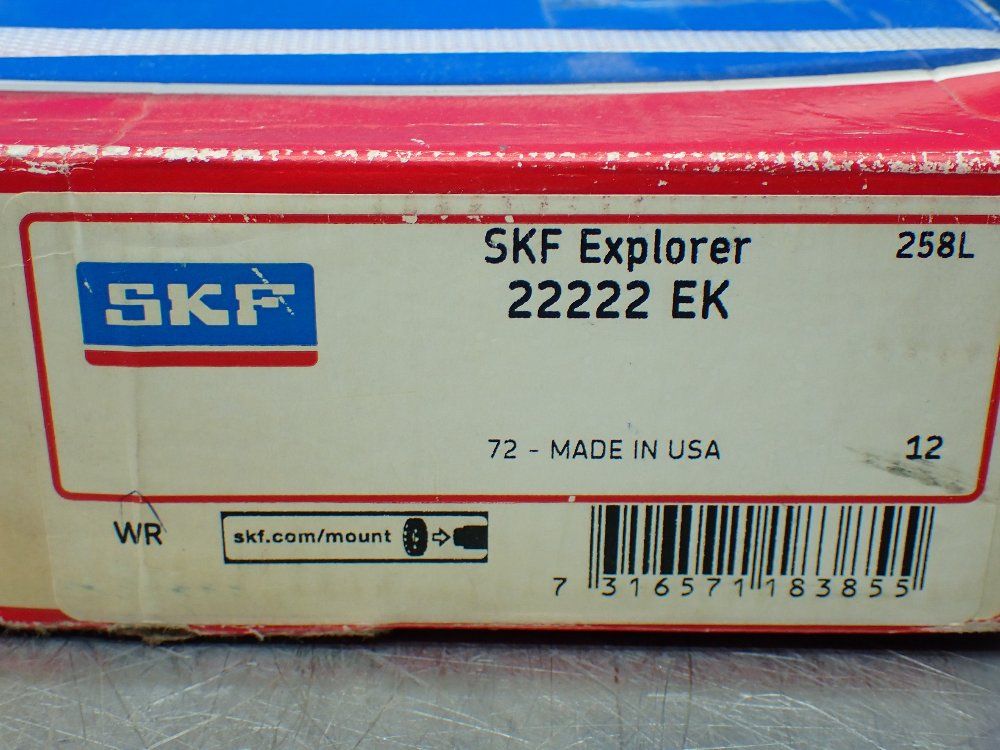 SKF Explorer
258L
SKF
22222 EK
72 - MADE IN USA
12
WR
skf.com/mount
7 316571 183855